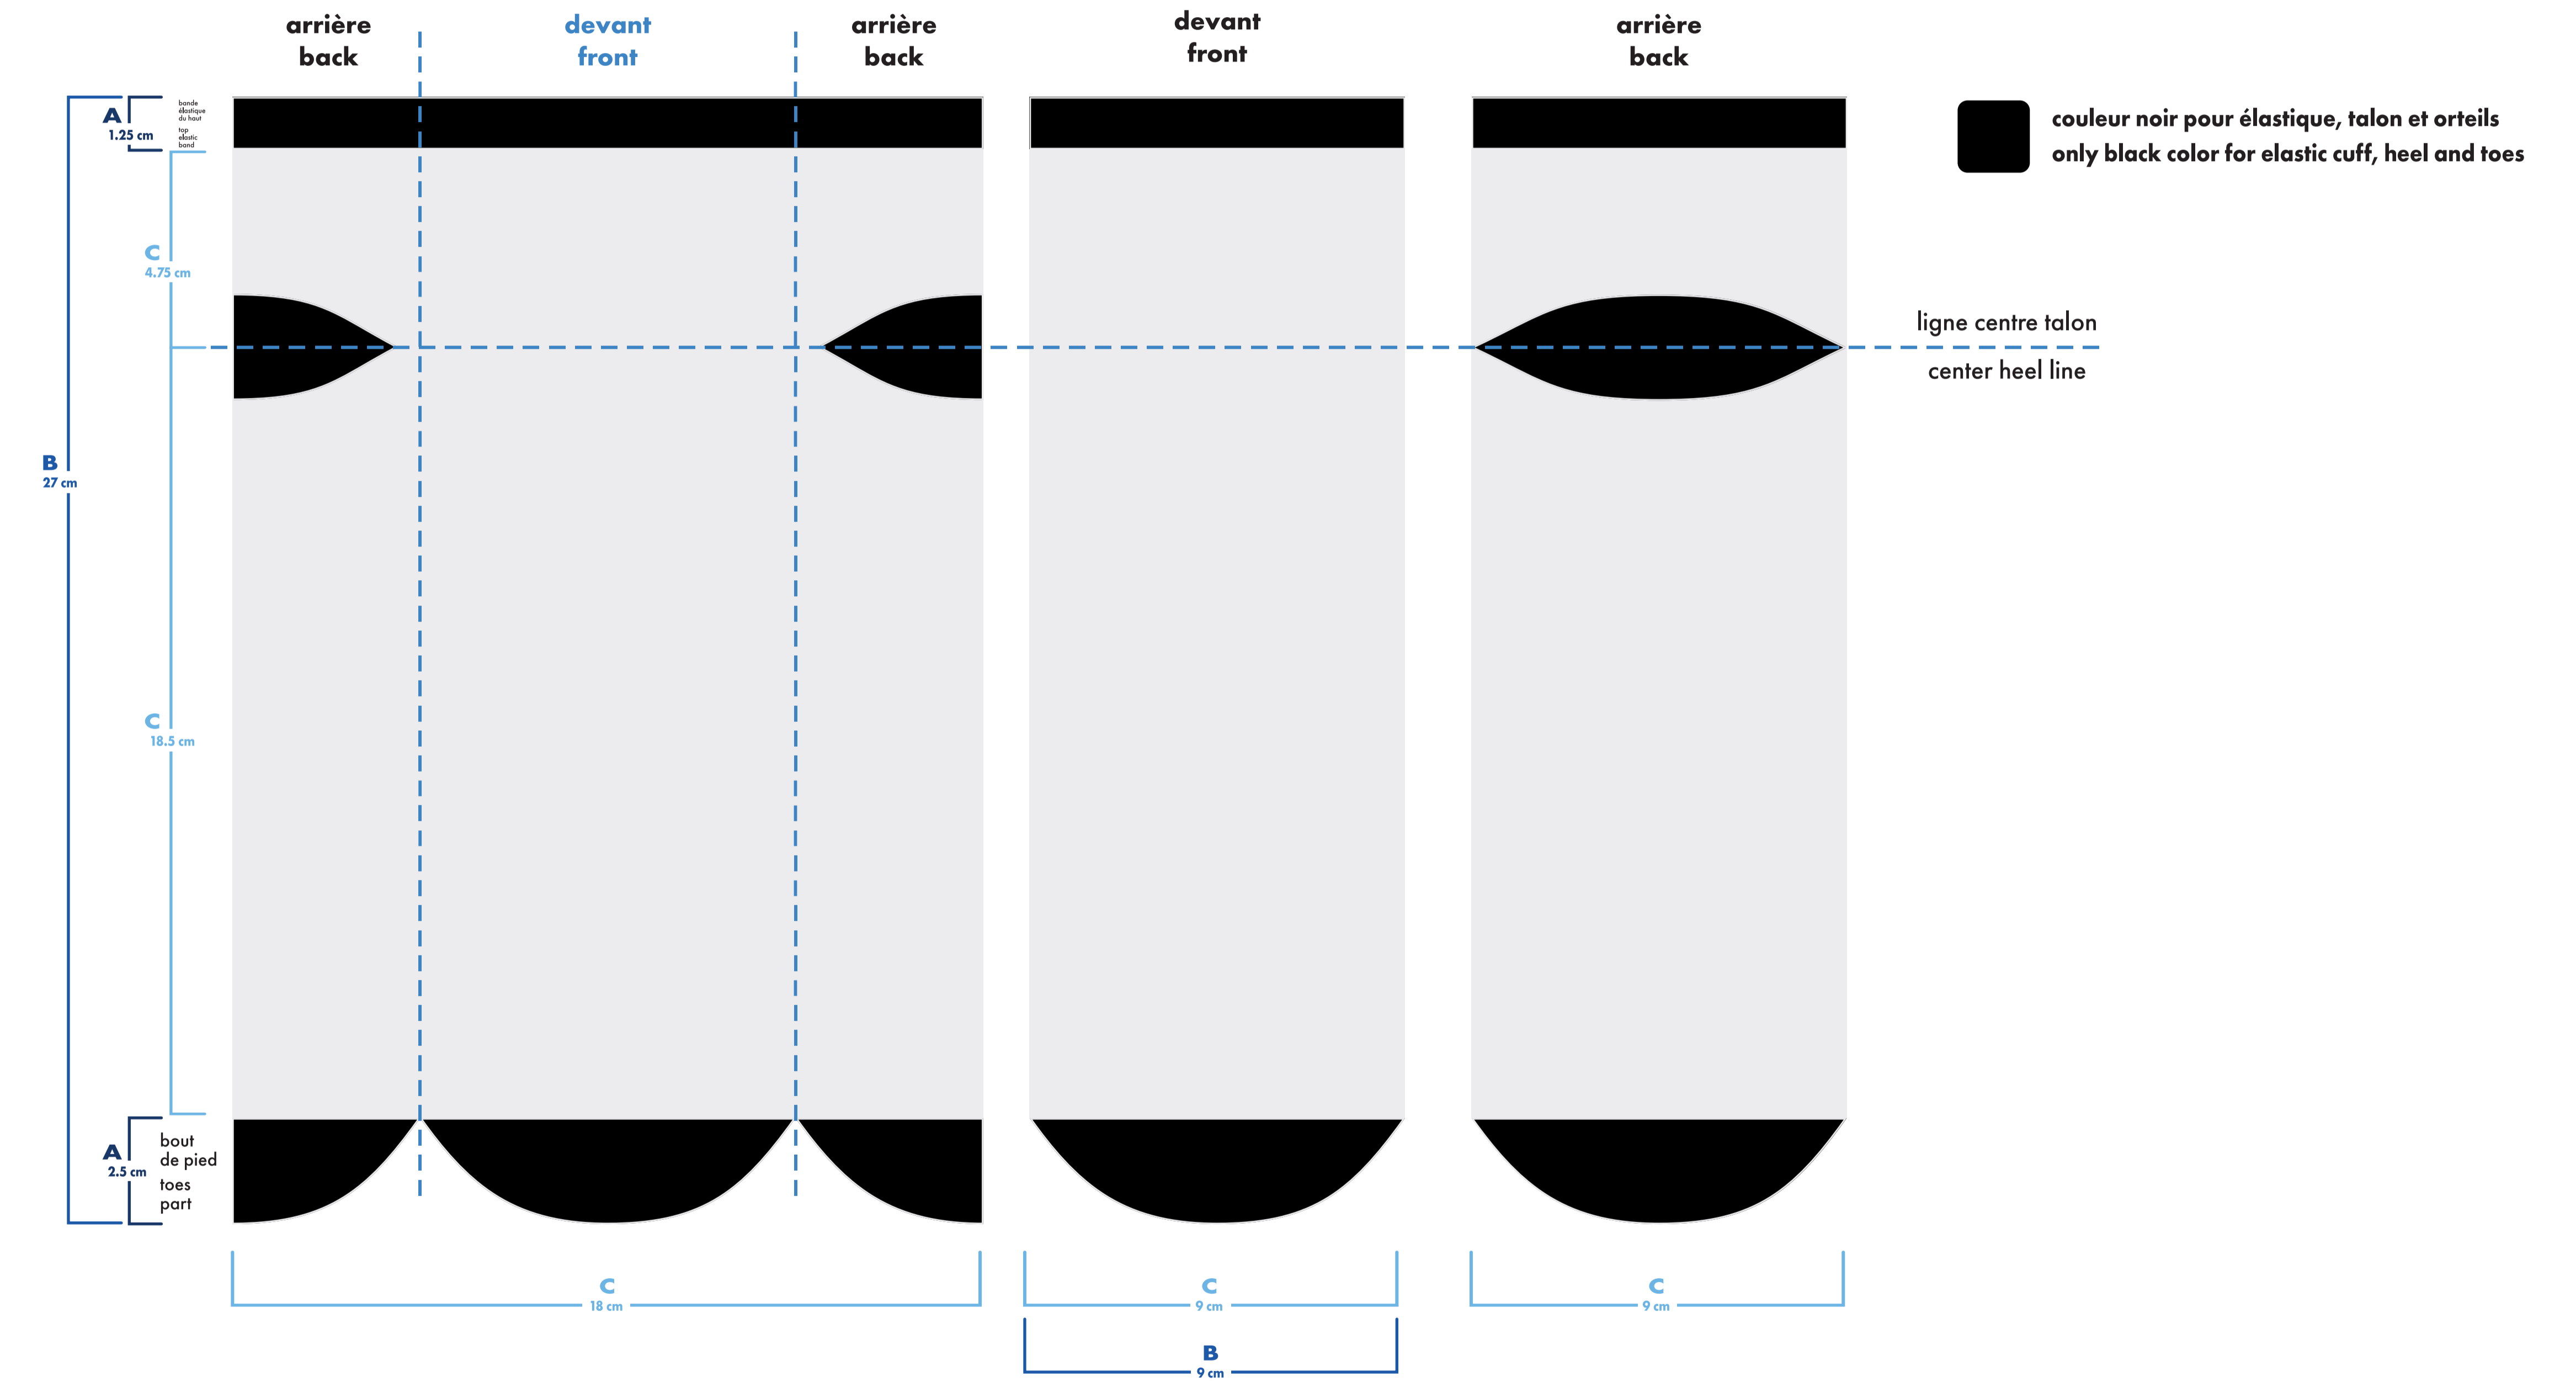 arrière
back
devant
front
arrière
back
devant
front
arrière
back
A
1.25 cm
bande
élastique
du haut
top
elastic
band
couleur noir pour élastique, talon et orteils
only black color for elastic cuff, heel and toes
C
4.75 cm
ligne centre talon
center heel line
B
27 cm
C
18.5 cm
A
2.5 cm
bout
de pied
toes
part
C
18 cm
C
9 cm
C
9 cm
B
9 cm